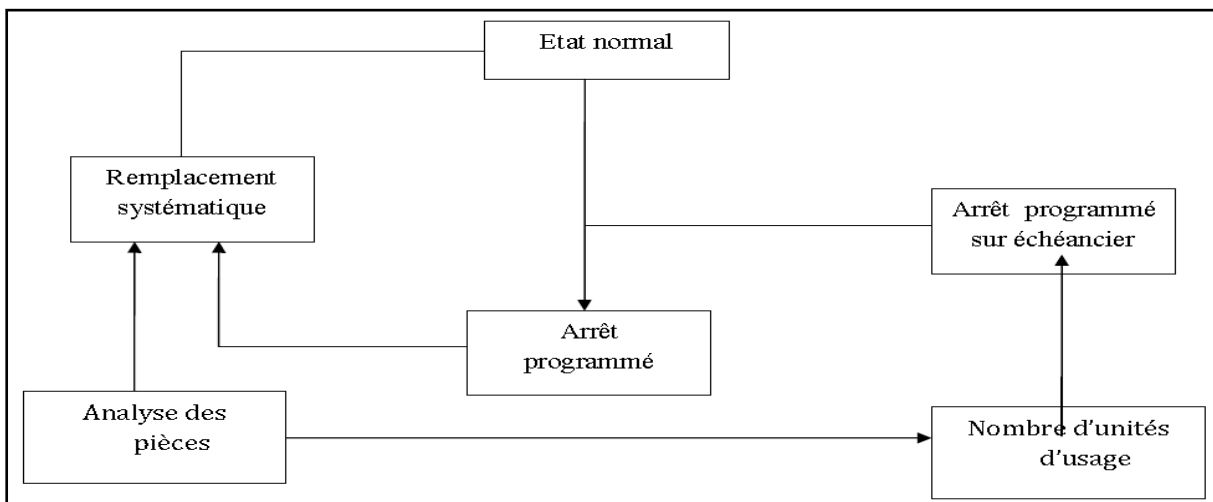 Etat normal
Remplacement
systématique
Arrêt programmé
sur échéancier
Arrêt
programmé
Analyse des
pièces
Nombre d'unités
d'usage